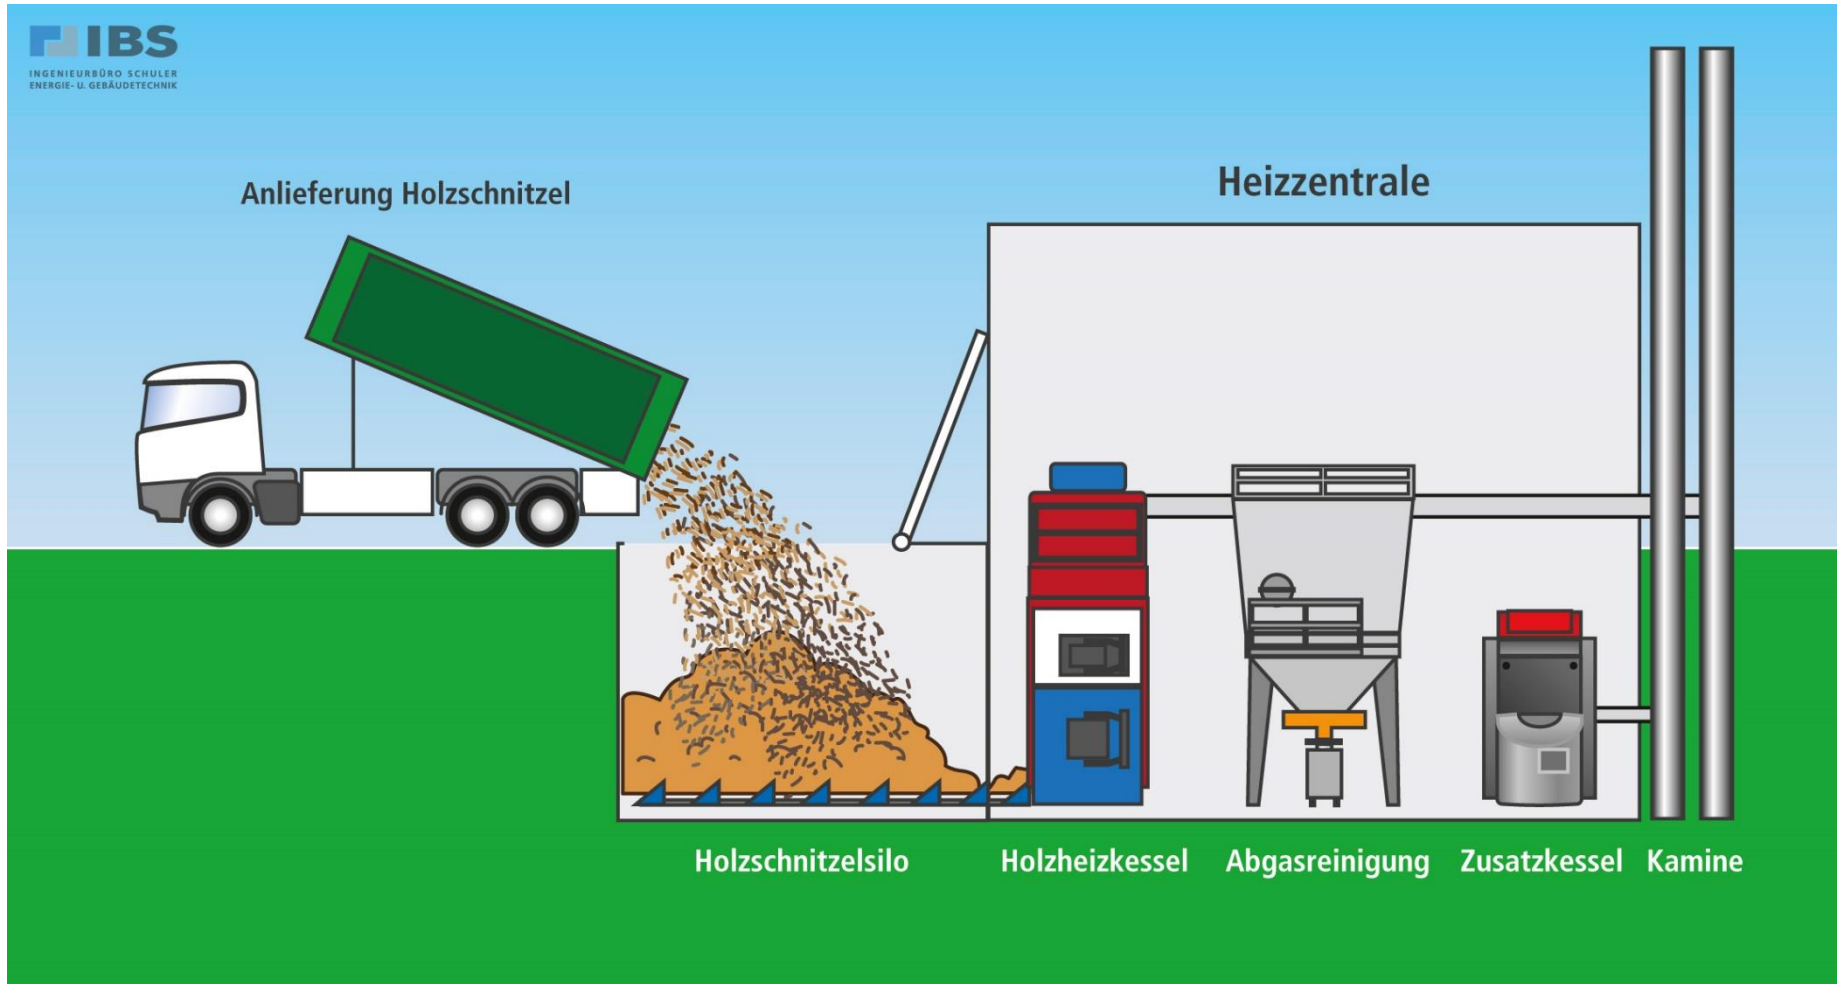 IBS
INGENIEURBÜRO SCHULER
ENERGIE- U. GEBÄUDETECHNIK
Anlieferung Holzschnitzel
Heizzentrale
Holzschnitzelsilo
Holzheizkessel
Abgasreinigung
Zusatzkessel
Kamine